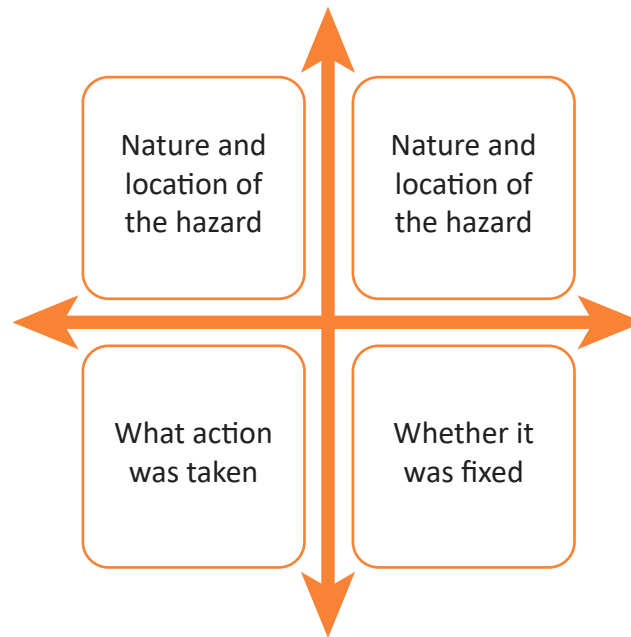 Nature and
location of
the hazard
Nature and
location of
the hazard
What action
was taken
Whether it
was fixed